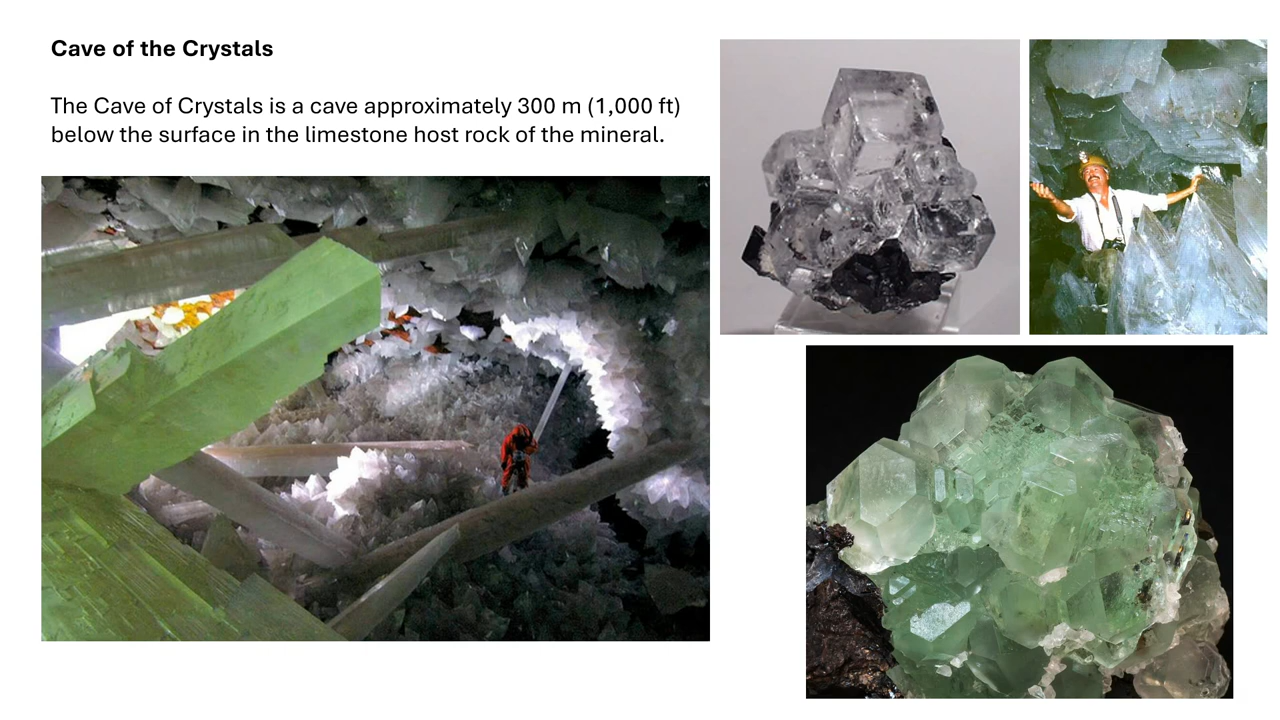 Cave of the Crystals
The Cave of Crystals is a cave approximately 300 m (1,000 ft)
below the surface in the limestone host rock of the mineral.